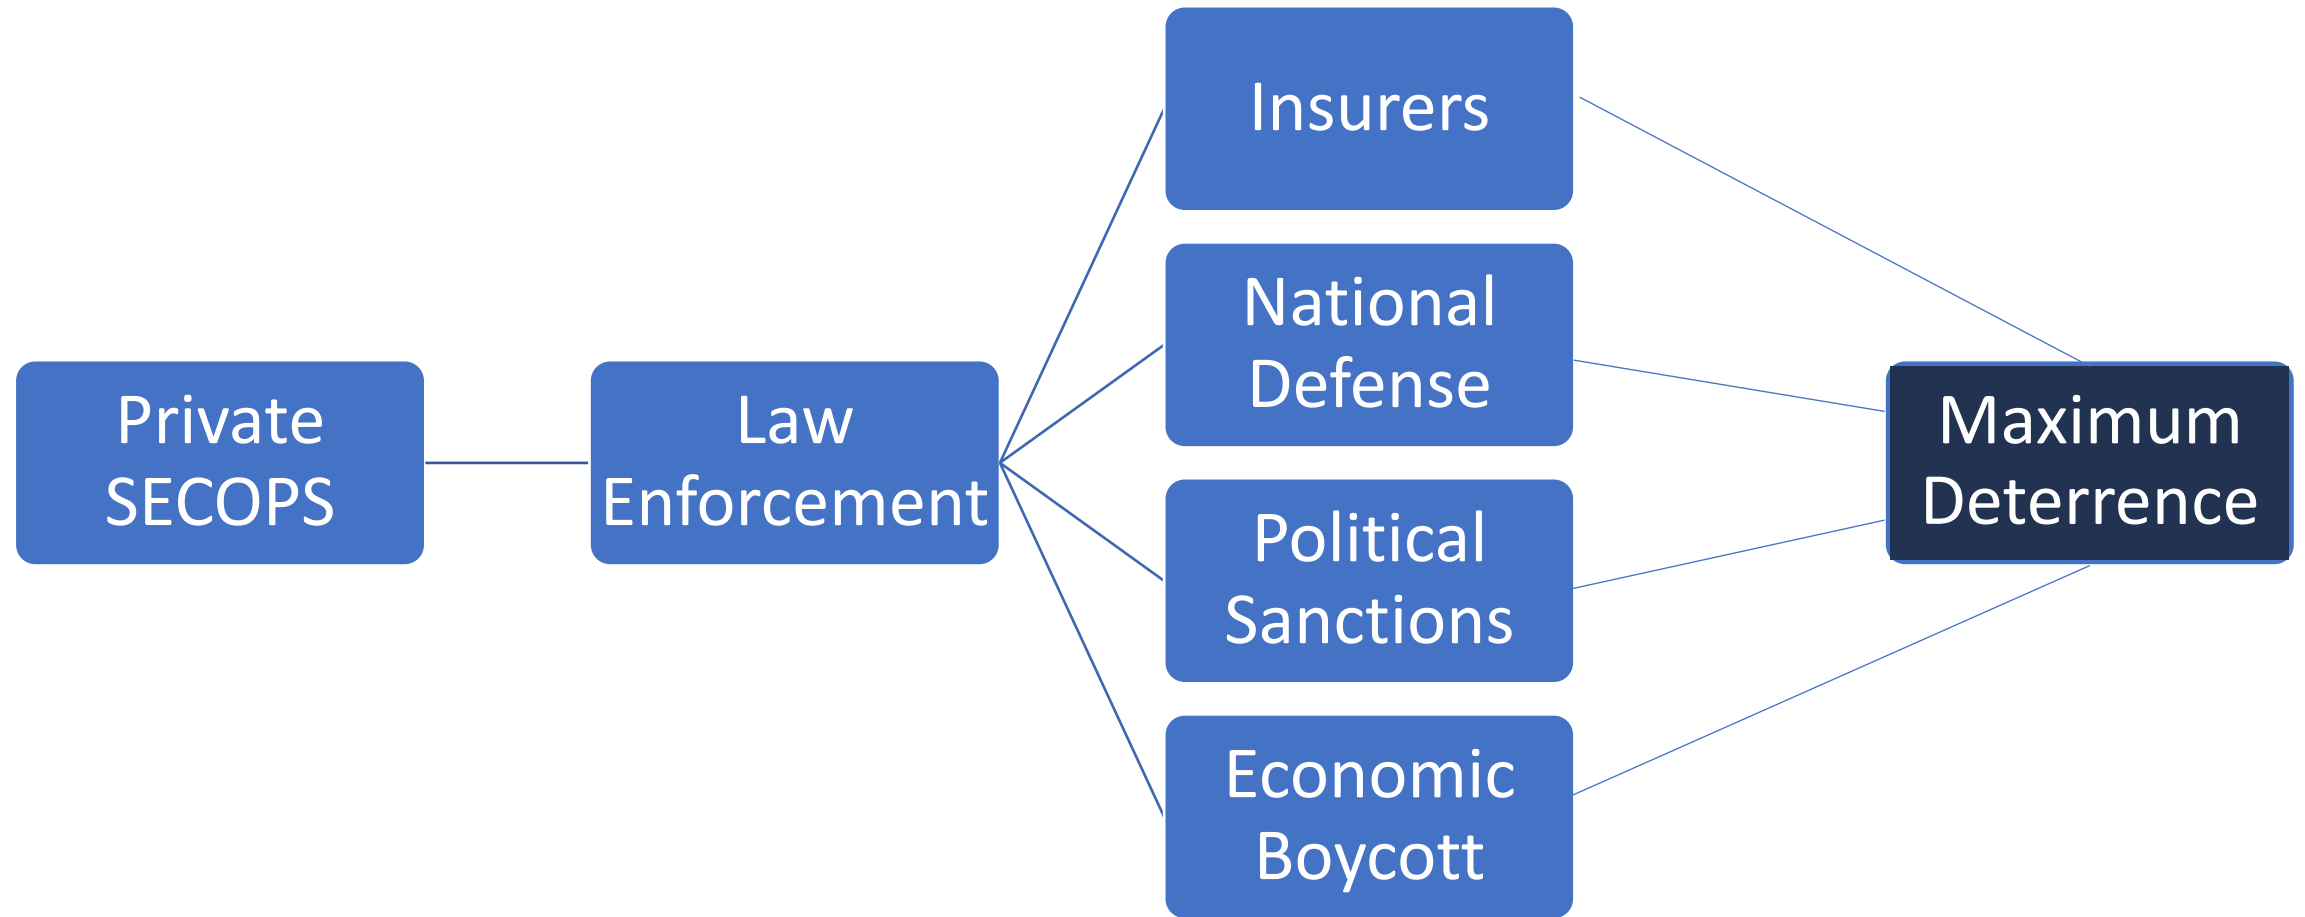 Private
SECOPS
Law
Enforcement
Insurers
National
Defense
Political
Sanctions
Economic
Boycott
Maximum
Deterrence